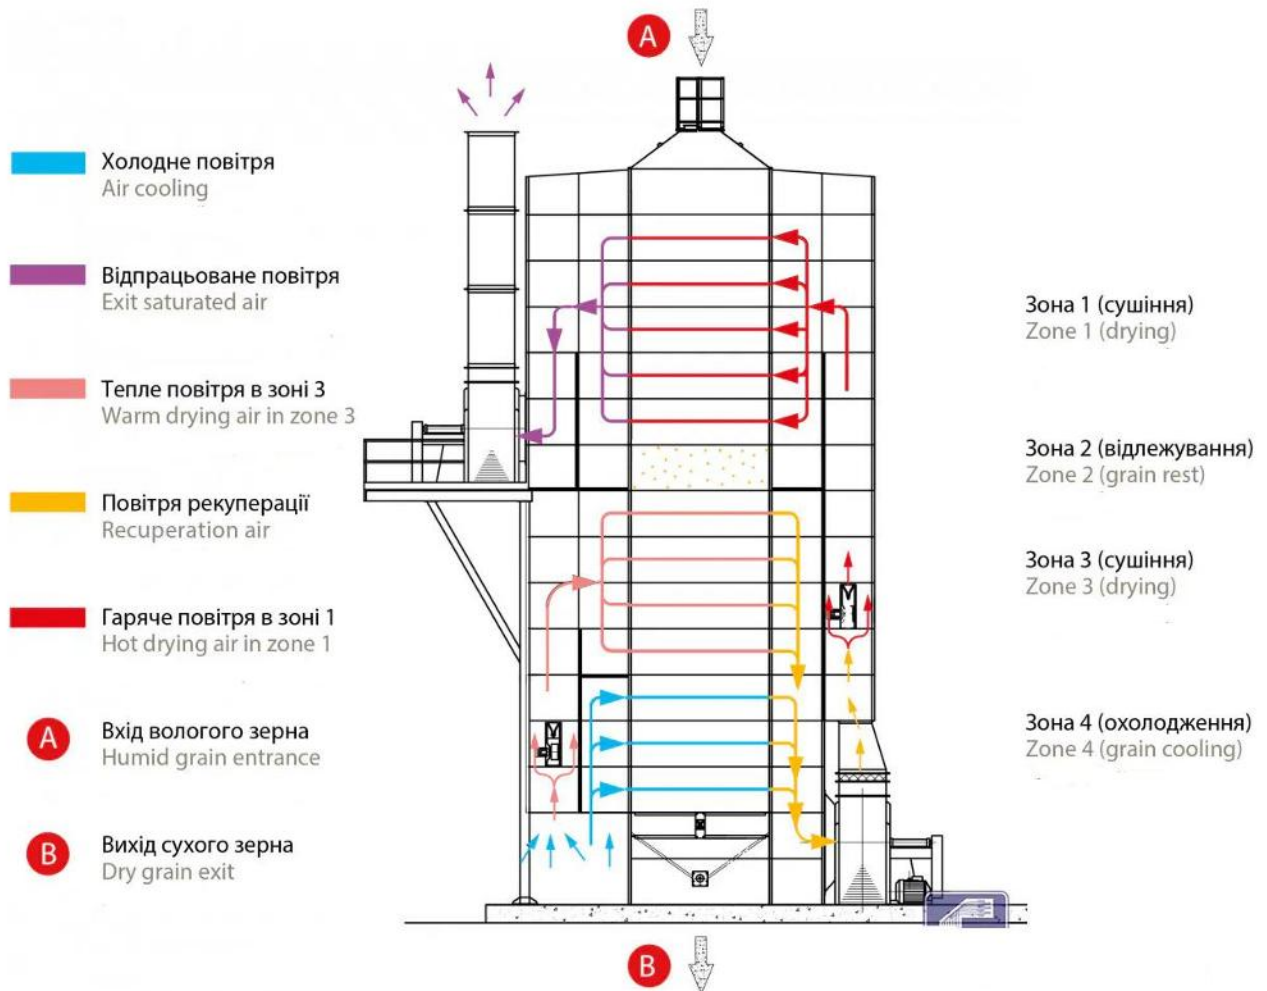 A
Холодне повітря
Air cooling
Відпрацьоване повітря
Exit saturated air
Тепле повітря в зоні 3
Warm drying air in zone 3
Повітря рекуперації
Recuperation air
Гаряче повітря в зоні 1
Hot drying air in zone 1
A
Вхід вологого зерна
Humid grain entrance
B
Вихід сухого зерна
Dry grain exit
Зона 1 (сушіння)
Zone 1 (drying)
Зона 2 (відлежування)
Zone 2 (grain rest)
Зона 3 (сушіння)
Zone 3 (drying)
Зона 4 (охолодження)
Zone 4 (grain cooling)
B